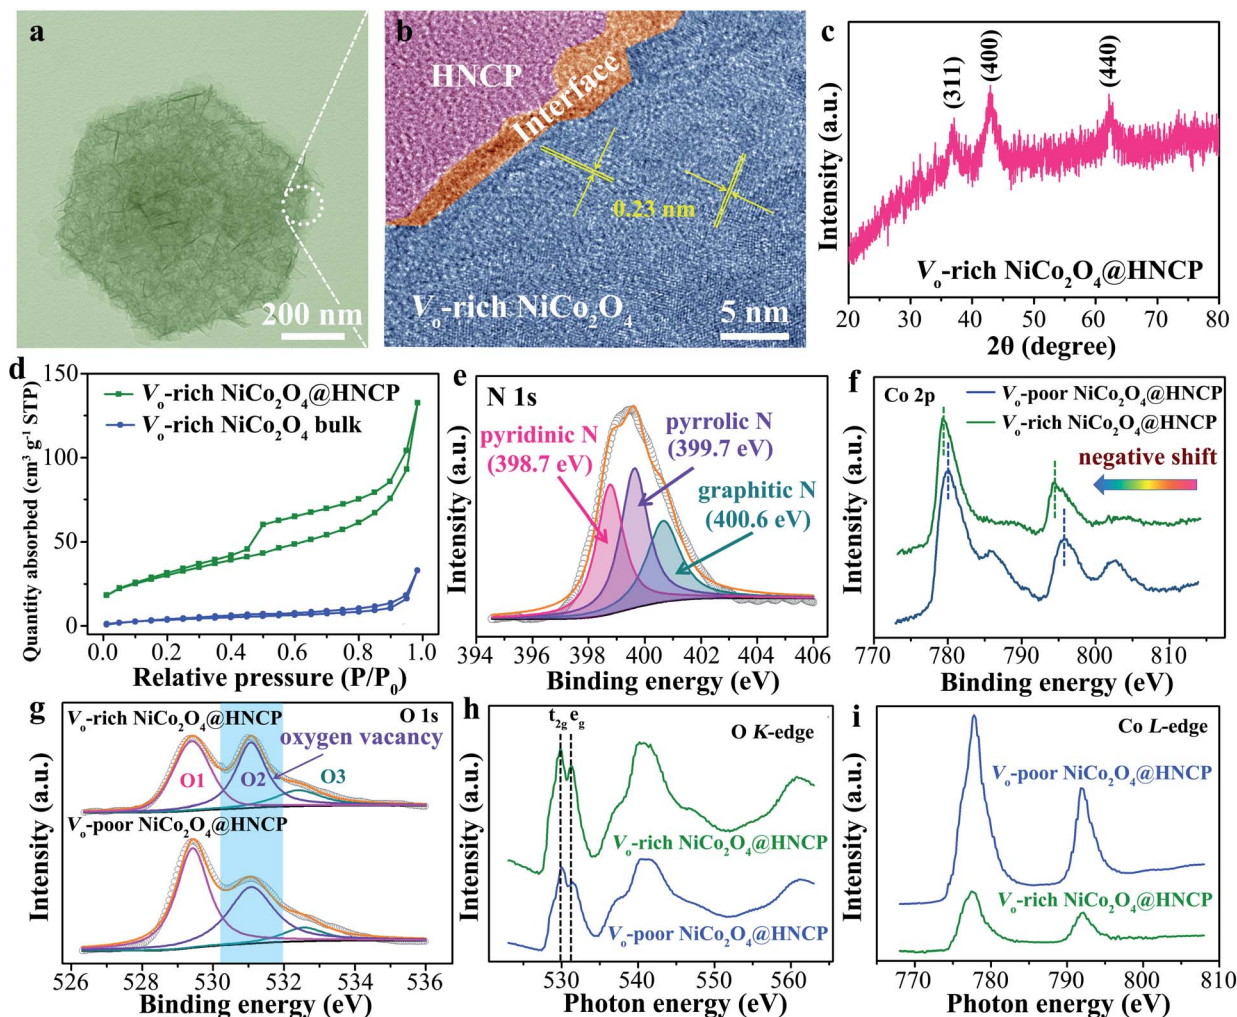 a
200 nm
b
HNCP
Interface
0.23 nm
Vo-rich NiCo2O4
5 nm
c
(311)
(400)
(440)
Intensity (a.u.)
Vo-rich NiCo2O4@HNCP
20 30 40 50 60 70 80
2θ (degree)
d
Quantity absorbed (cm³ g⁻¹ STP)
150
100
50
0
Vo-rich NiCo2O4@HNCP
Vo-rich NiCo2O4 bulk
0.0 0.2 0.4 0.6 0.8 1.0
Relative pressure (P/P0)
e
N 1s
pyridinic N
(398.7 eV)
pyrrolic N
(399.7 eV)
graphitic N
(400.6 eV)
Intensity (a.u.)
394 396 398 400 402 404 406
Binding energy (eV)
f
Co 2p
Vo-poor NiCo2O4@HNCP
Vo-rich NiCo2O4@HNCP
negative shift
Intensity (a.u.)
770 780 790 800 810
Binding energy (eV)
g
Vo-rich NiCo2O4@HNCP
O 1s
oxygen vacancy
O1
O2
O3
Vo-poor NiCo2O4@HNCP
Intensity (a.u.)
526 528 530 532 534 536
Binding energy (eV)
h
t2g eg
O K-edge
Vo-rich NiCo2O4@HNCP
Vo-poor NiCo2O4@HNCP
Intensity (a.u.)
530 540 550 560
Photon energy (eV)
i
Co L-edge
Vo-poor NiCo2O4@HNCP
Vo-rich NiCo2O4@HNCP
Intensity (a.u.)
770 780 790 800 810
Photon energy (eV)